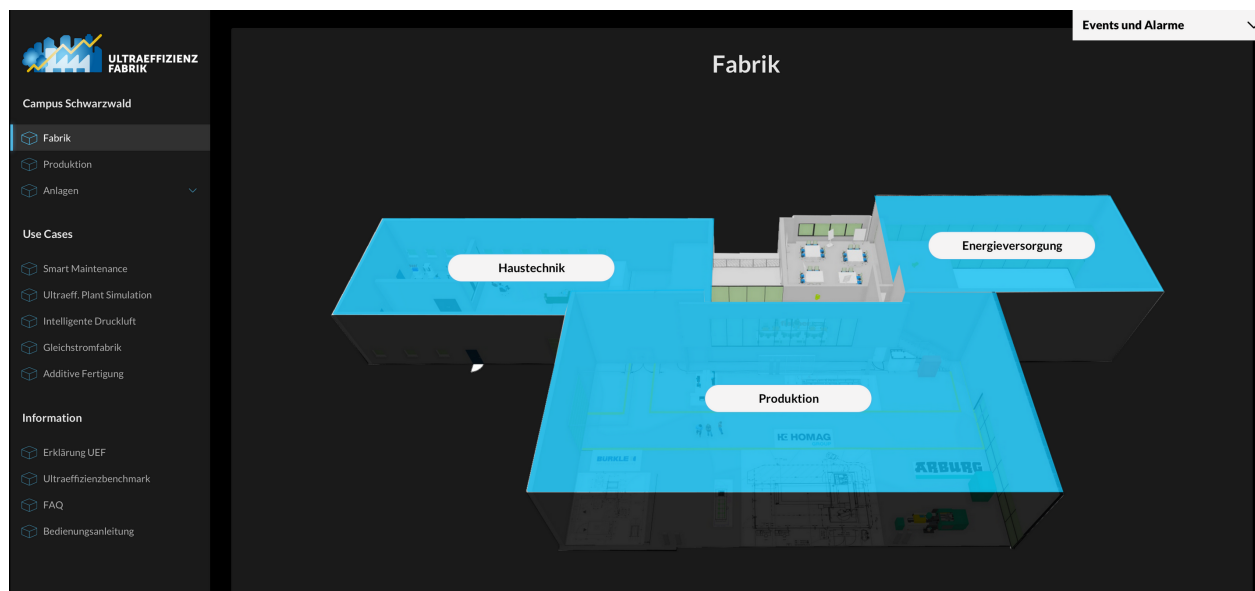 ULTRAEFFIZIENZ
FABRIK
Campus Schwarzwald
Fabrik
Produktion
Anlagen
Use Cases
Smart Maintenance
Ultraeff. Plant Simulation
Intelligente Druckluft
Gleichstromfabrik
Additive Fertigung
Information
Erklärung UEF
Ultraeffizienzbenchmark
FAQ
Bedienungsanleitung
Events und Alarme
Fabrik
Energieversorgung
Haustechnik
Produktion
HOMAG
BURKLE
ARBURG